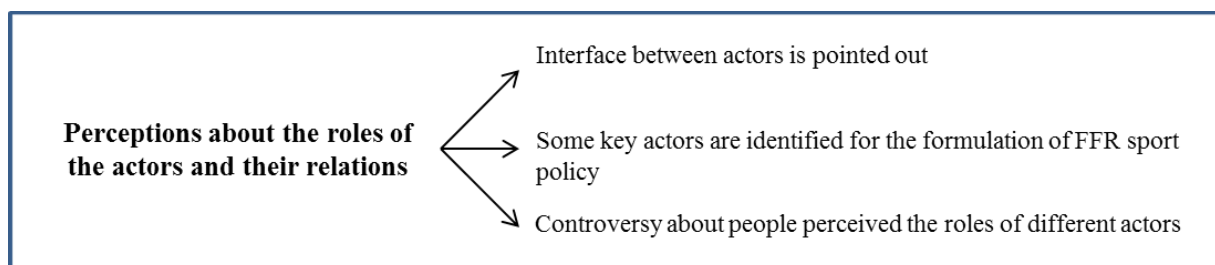 Perceptions about the roles of
the actors and their relations
Interface between actors is pointed out
Some key actors are identified for the formulation of FFR sport
policy
Controversy about people perceived the roles of different actors